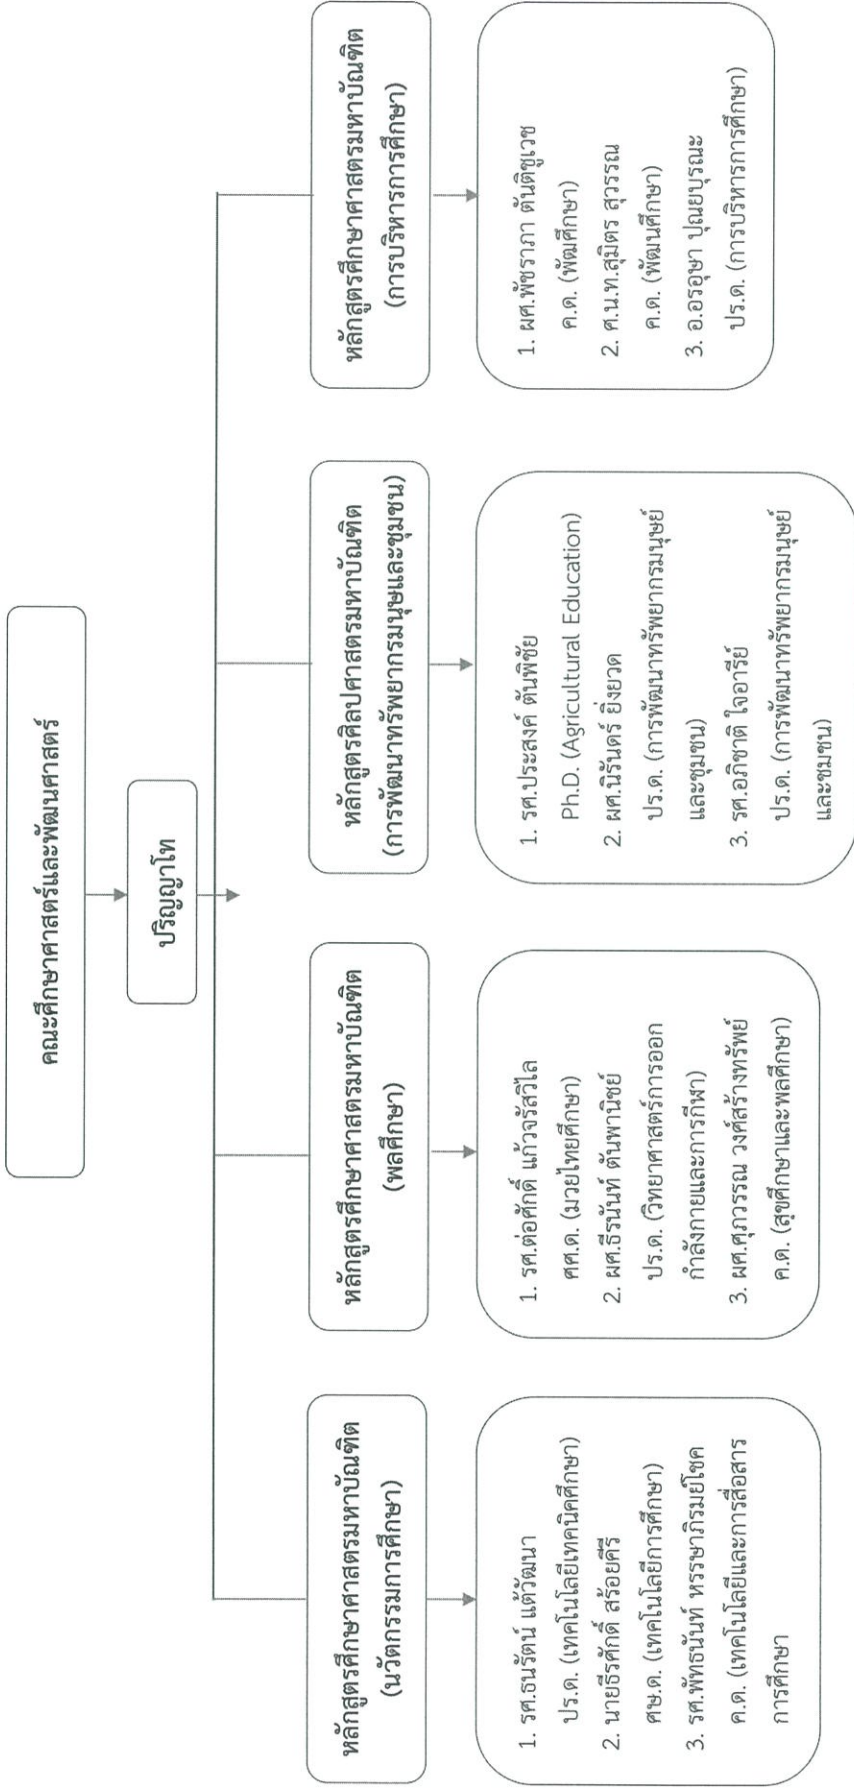 คณะศึกษาศาสตร์และพัฒนศาสตร์
ปริญญาโท
หลักสูตรศึกษาศาสตรมหาบัณฑิต
(นวัตกรรมการศึกษา)
1. รศ.ธนรัตน์ แต้วัฒนา
ปร.ด. (เทคโนโลยีเทคนิคศึกษา)
2. นายธีรศักดิ์ สร้อยคีรี
ศษ.ด. (เทคโนโลยีการศึกษา)
3. รศ.พัทธนันท์ หรรษาภิรมย์โชค
ค.ด. (เทคโนโลยีและการสื่อสาร
การศึกษา
หลักสูตรศึกษาศาสตรมหาบัณฑิต
(พลศึกษา)
1. รศ.ต่อศักดิ์ แก้วจรัสวิไล
ศศ.ด. (มวยไทยศึกษา)
2. ผศ.ธีรนันท์ ตันพานิชย์
ปร.ด. (วิทยาศาสตร์การออก
กำลังกายและการกีฬา)
3. ผศ.ศุภวรรณ วงศ์สร้างทรัพย์
ค.ด. (สุขศึกษาและพลศึกษา)
หลักสูตรศิลปศาสตรมหาบัณฑิต
(การพัฒนาทรัพยากรมนุษและชุมชน)
1. รศ.ประสงค์ ตันพิชัย
Ph.D. (Agricultural Education)
2. ผศ.นิรันดร์ ยิ่งยวด
ปร.ด. (การพัฒนาทรัพยากรมนุษย์
และชุมชน)
3. รศ.อภิชาติ ใจอารีย์
ปร.ด. (การพัฒนาทรัพยากรมนุษย์
และชมชน)
หลักสูตรศึกษาศาสตรมหาบัณฑิต
(การบริหารการศึกษา)
1. ผศ.พัชราภา ตันติชูเวช
ค.ด. (พัฒศึกษา)
2. ศ.น.ท.สุมิตร สุวรรณ
ค.ด. (พัฒนศึกษา)
3. อ.อรอุษา ปุณยบุรณะ
ปร.ด. (การบริหารการศึกษา)